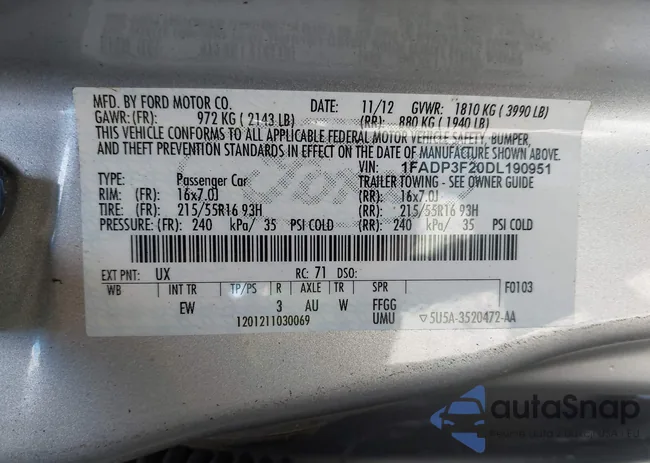 MFD. BY FORD MOTOR CO. DATE: 11/12 GVWR: 1810 KG ( 3990 LB)
GAWR: (FR): 972 KG ( 2143 LB) (RR): 880 KG ( 1940 LB)
THIS VEHICLE CONFORMS TO ALL APPLICABLE FEDERAL MOTOR VEHICLE SAFETY, BUMPER,
AND THEFT PREVENTION STANDARDS IN EFFECT ON THE DATE OF MANUFACTURE SHOWN ABOVE.
VIN: 1FADP3F20DL190951
TYPE: Passenger Car TRAILER TOWING - SEE OWNER GUIDE
RIM: (FR) 16x7.0J (RR): 16x7.0J
TIRE: (FR) 215/55R16 93H (RR): 215/55R16 93H
PRESSURE: (FR) 240 kPa/ 35 PSI COLD (RR) 240 kPa/ 35 PSI COLD
EXT PNT: UX RC: 71 DSO:
WB INT TR TP/PS R AXLE TR SPR F0103
EW 3 AU W FFGG
1201211030069 UMU ▽5U5A-3520472-AA
autoSnap